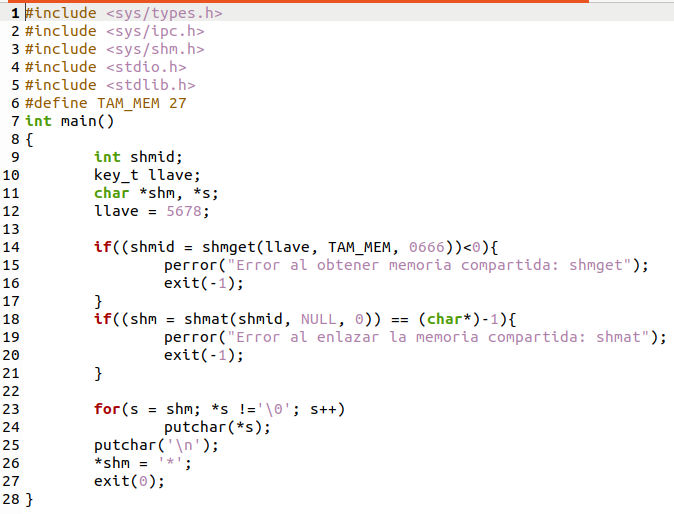 1 #include <sys/types.h>
2 #include <sys/ipc.h>
3 #include <sys/shm.h>
4 #include <stdio.h>
5 #include <stdlib.h>
6 #define TAM_MEM 27
7 int main()
8 {
9         int shmid;
10         key_t llave;
11         char *shm, *s;
12         llave = 5678;
13
14         if((shmid = shmget(llave, TAM_MEM, 0666))<0){
15                 perror("Error al obtener memoria compartida: shmget");
16                 exit(-1);
17         }
18         if((shm = shmat(shmid, NULL, 0)) == (char*)-1){
19                 perror("Error al enlazar la memoria compartida: shmat");
20                 exit(-1);
21         }
22
23         for(s = shm; *s !='\0'; s++)
24                 putchar(*s);
25         putchar('\n');
26         *shm = '*';
27         exit(0);
28 }